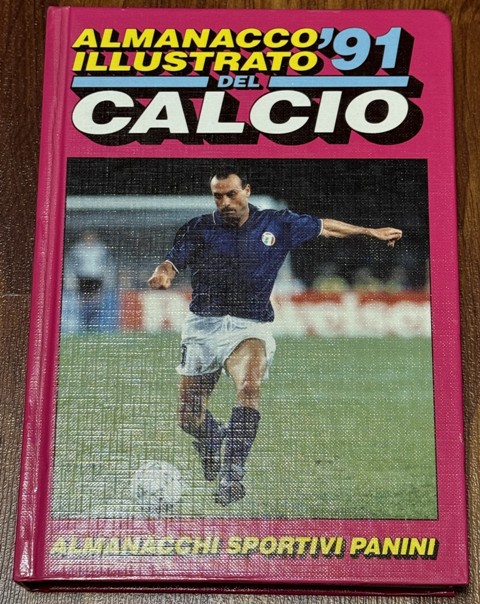 ALMANACCO '91
ILLUSTRATO
DEL
CALCIO
ALMANACCHI SPORTIVI PANINI